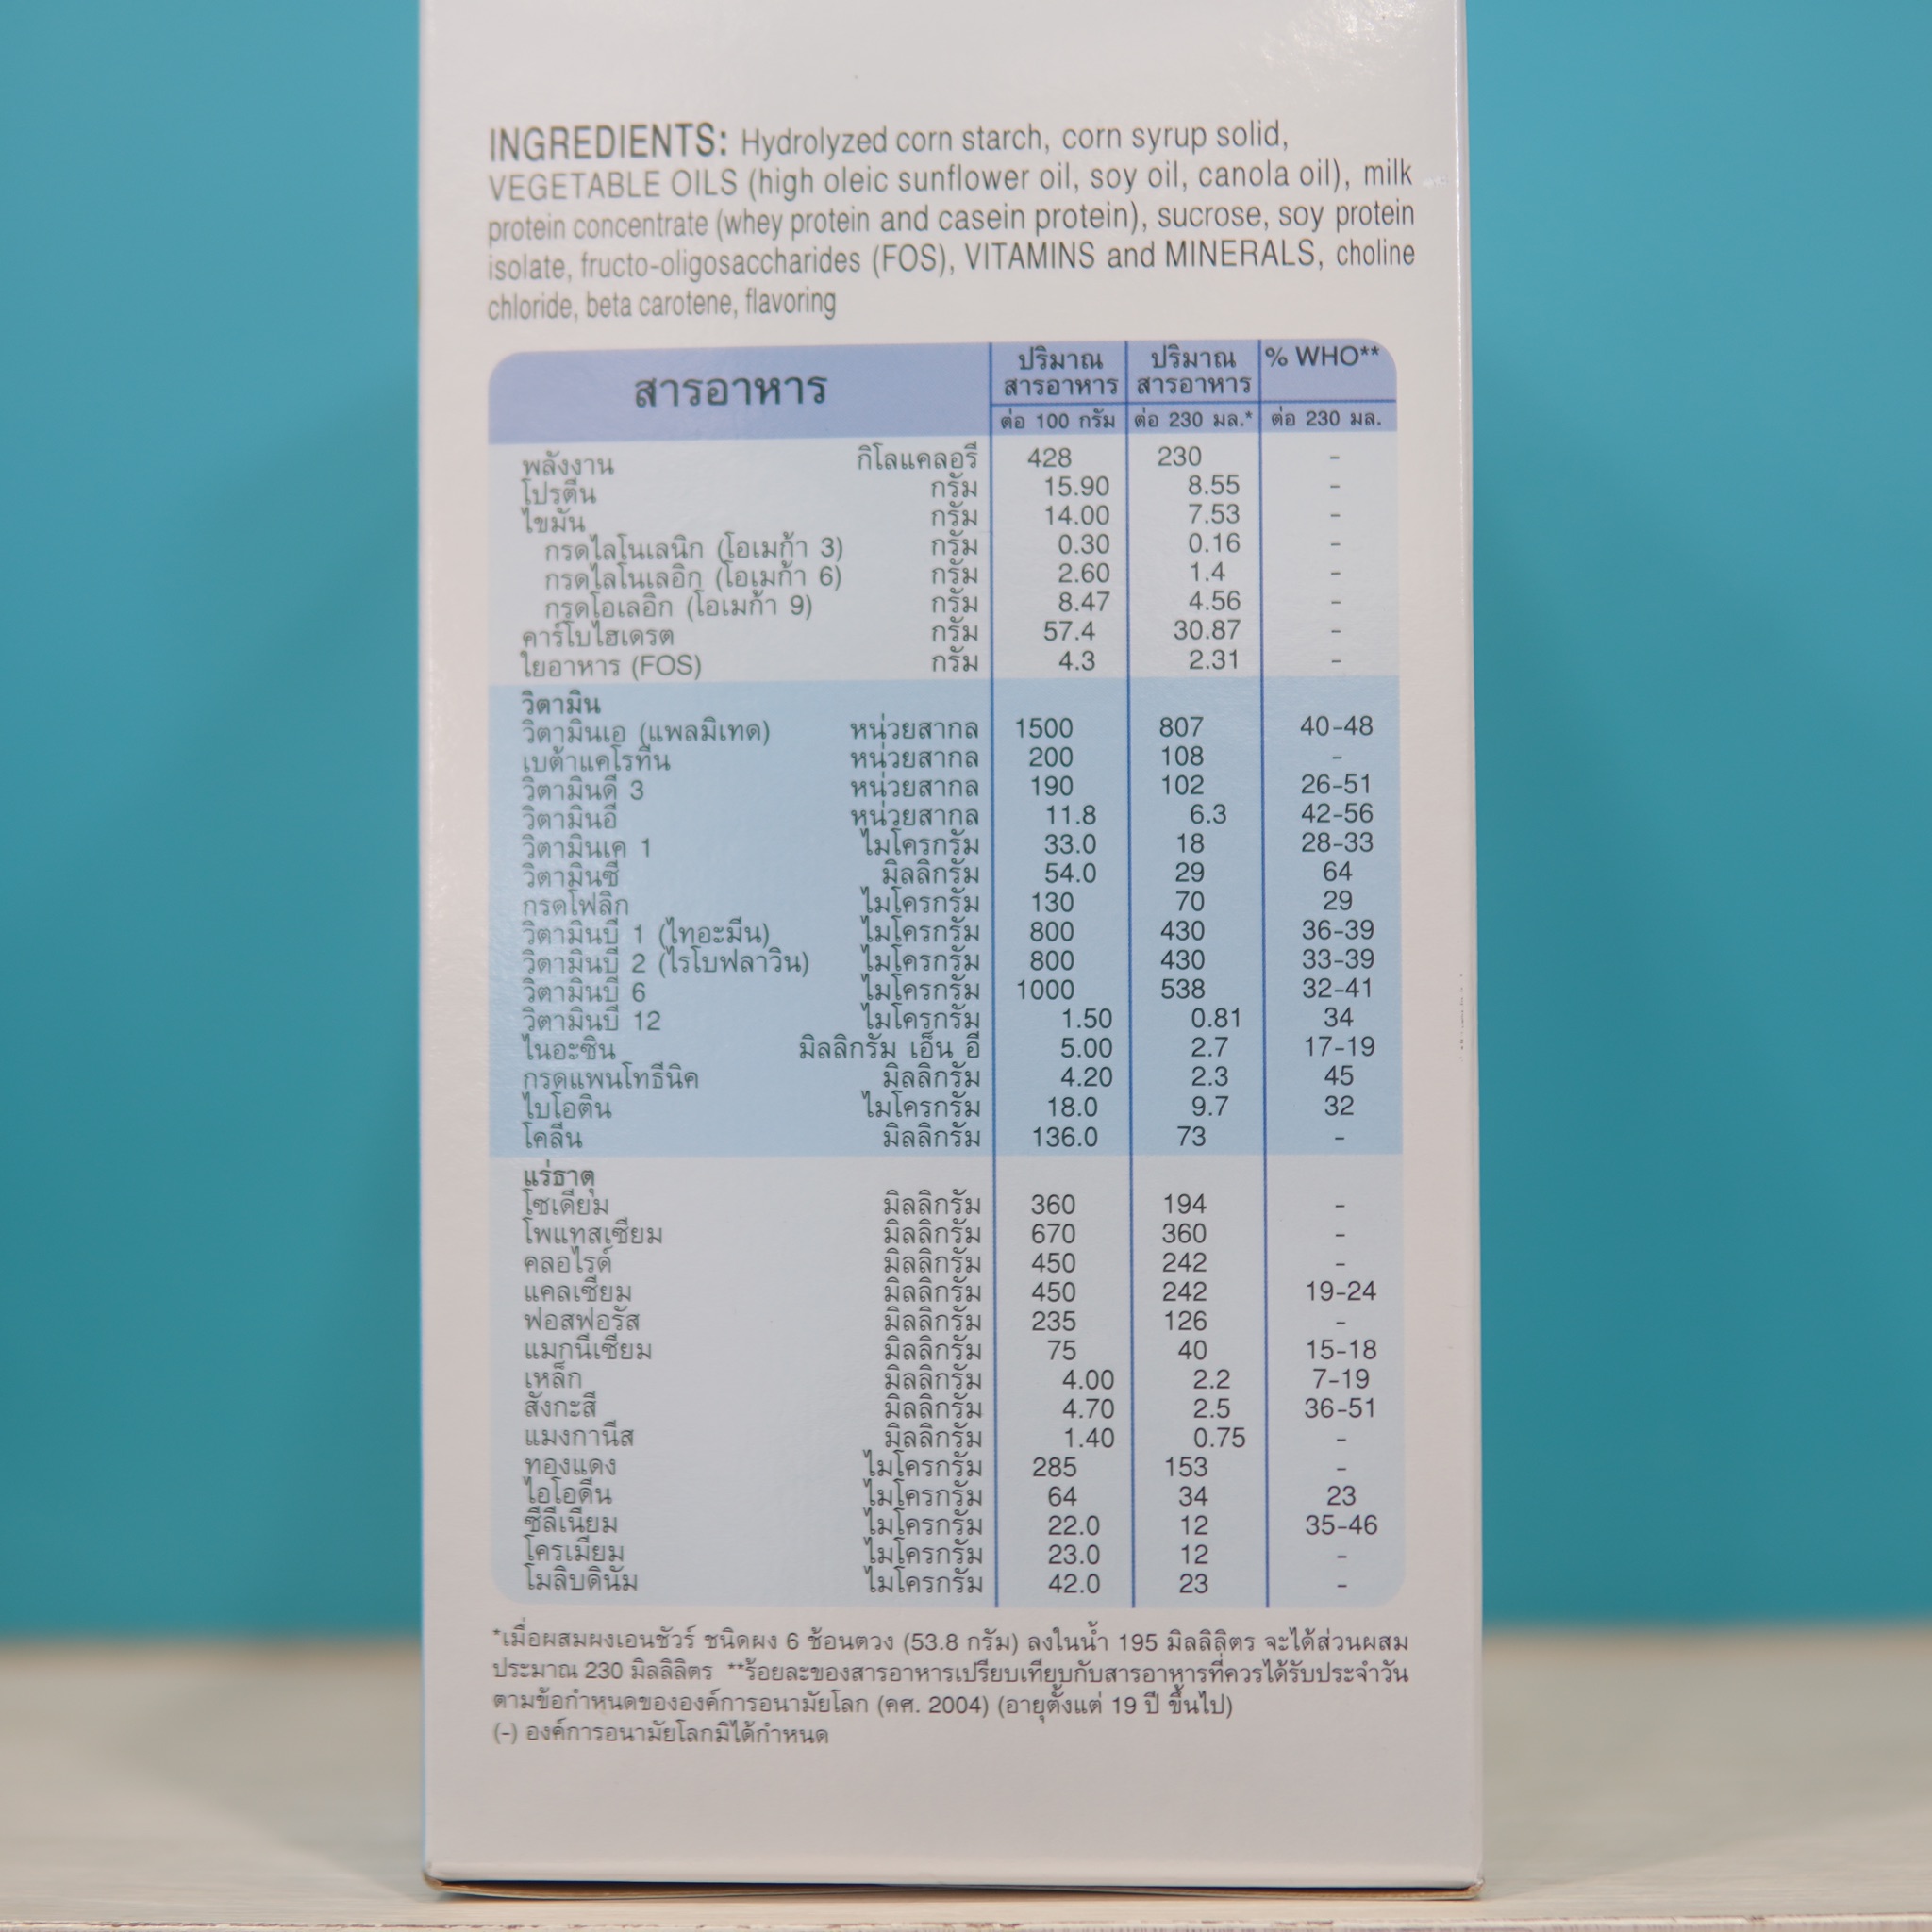 INGREDIENTS: Hydrolyzed corn starch, corn syrup solid,
VEGETABLE OILS (high oleic sunflower oil, soy oil, canola oil), milk
protein concentrate (whey protein and casein protein), sucrose, soy protein
isolate, fructo-oligosaccharides (FOS), VITAMINS and MINERALS, choline
chloride, beta carotene, flavoring
สารอาหาร ปริมาณสารอาหาร ปริมาณสารอาหาร % WHO**
ต่อ 100 กรัม ต่อ 230 มล.* ต่อ 230 มล.
พลังงาน กิโลแคลอรี 428 230 -
โปรตีน กรัม 15.90 8.55 -
ไขมัน กรัม 14.00 7.53 -
กรดไลโนเลนิก (โอเมก้า 3) กรัม 0.30 0.16 -
กรดไลโนเลอิก (โอเมก้า 6) กรัม 2.60 1.4 -
กรดโอเลอิก (โอเมก้า 9) กรัม 8.47 4.56 -
คาร์โบไฮเดรต กรัม 57.4 30.87 -
ใยอาหาร (FOS) กรัม 4.3 2.31 -
วิตามิน
วิตามินเอ (แพลมิเทต) หน่วยสากล 1500 807 40-48
เบต้าแคโรทีน หน่วยสากล 200 108 -
วิตามินดี 3 หน่วยสากล 190 102 26-51
วิตามินอี หน่วยสากล 11.8 6.3 42-56
วิตามินเค 1 ไมโครกรัม 33.0 18 28-33
วิตามินซี มิลลิกรัม 54.0 29 64
กรดโฟลิก ไมโครกรัม 130 70 29
วิตามินบี 1 (ไทอะมีน) ไมโครกรัม 800 430 36-39
วิตามินบี 2 (ไรโบฟลาวิน) ไมโครกรัม 800 430 33-39
วิตามินบี 6 ไมโครกรัม 1000 538 32-41
วิตามินบี 12 ไมโครกรัม 1.50 0.81 34
ไนอะซิน มิลลิกรัม เอ็น อี 5.00 2.7 17-19
กรดแพนโทธีนิค มิลลิกรัม 4.20 2.3 45
ไบโอติน ไมโครกรัม 18.0 9.7 32
โคลีน มิลลิกรัม 136.0 73 -
แร่ธาตุ
โซเดียม มิลลิกรัม 360 194 -
โพแทสเซียม มิลลิกรัม 670 360 -
คลอไรด์ มิลลิกรัม 450 242 -
แคลเซียม มิลลิกรัม 450 242 19-24
ฟอสฟอรัส มิลลิกรัม 235 126 -
แมกนีเซียม มิลลิกรัม 75 40 15-18
เหล็ก มิลลิกรัม 4.00 2.2 7-19
สังกะสี มิลลิกรัม 4.70 2.5 36-51
แมงกานีส มิลลิกรัม 1.40 0.75 -
ทองแดง ไมโครกรัม 285 153 -
ไอโอดีน ไมโครกรัม 64 34 23
ซีลีเนียม ไมโครกรัม 22.0 12 35-46
โครเมียม ไมโครกรัม 23.0 12 -
โมลิบดินัม ไมโครกรัม 42.0 23 -
*เมื่อผสมผงเอนชัวร์ ชนิดผง 6 ช้อนตวง (53.8 กรัม) ลงในน้ำ 195 มิลลิลิตร จะได้ส่วนผสม
ประมาณ 230 มิลลิลิตร **ร้อยละของสารอาหารเปรียบเทียบกับสารอาหารที่ควรได้รับประจำวัน
ตามข้อกำหนดขององค์การอนามัยโลก (คศ. 2004) (อายุตั้งแต่ 19 ปี ขึ้นไป)
(-) องค์การอนามัยโลกมิได้กำหนด